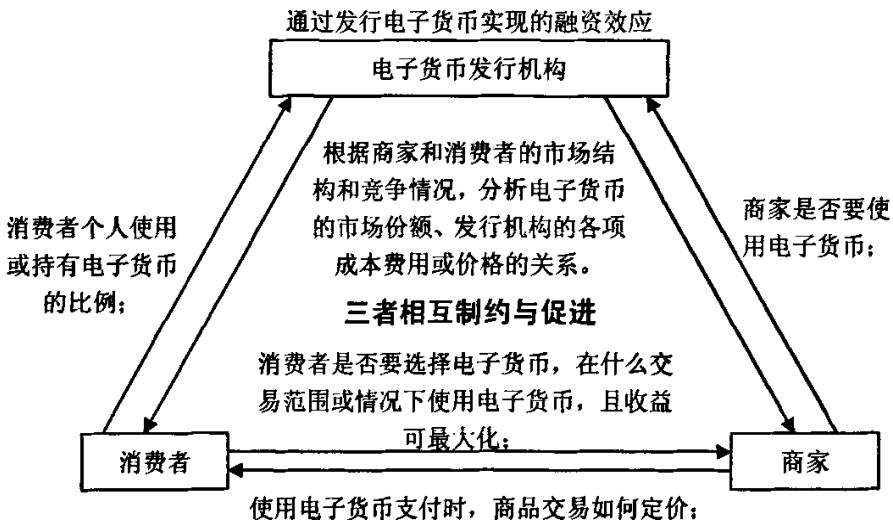 通过发行电子货币实现的融资效应
电子货币发行机构
根据商家和消费者的市场结
构和竞争情况，分析电子货币
的市场份额、发行机构的各项
成本费用或价格的关系。
消费者个人使用
或持有电子货币
的比例；
商家是否要使
用电子货币；
三者相互制约与促进
消费者是否要选择电子货币，在什么交
易范围或情况下使用电子货币，且收益
可最大化；
消费者
商家
使用电子货币支付时，商品交易如何定价；